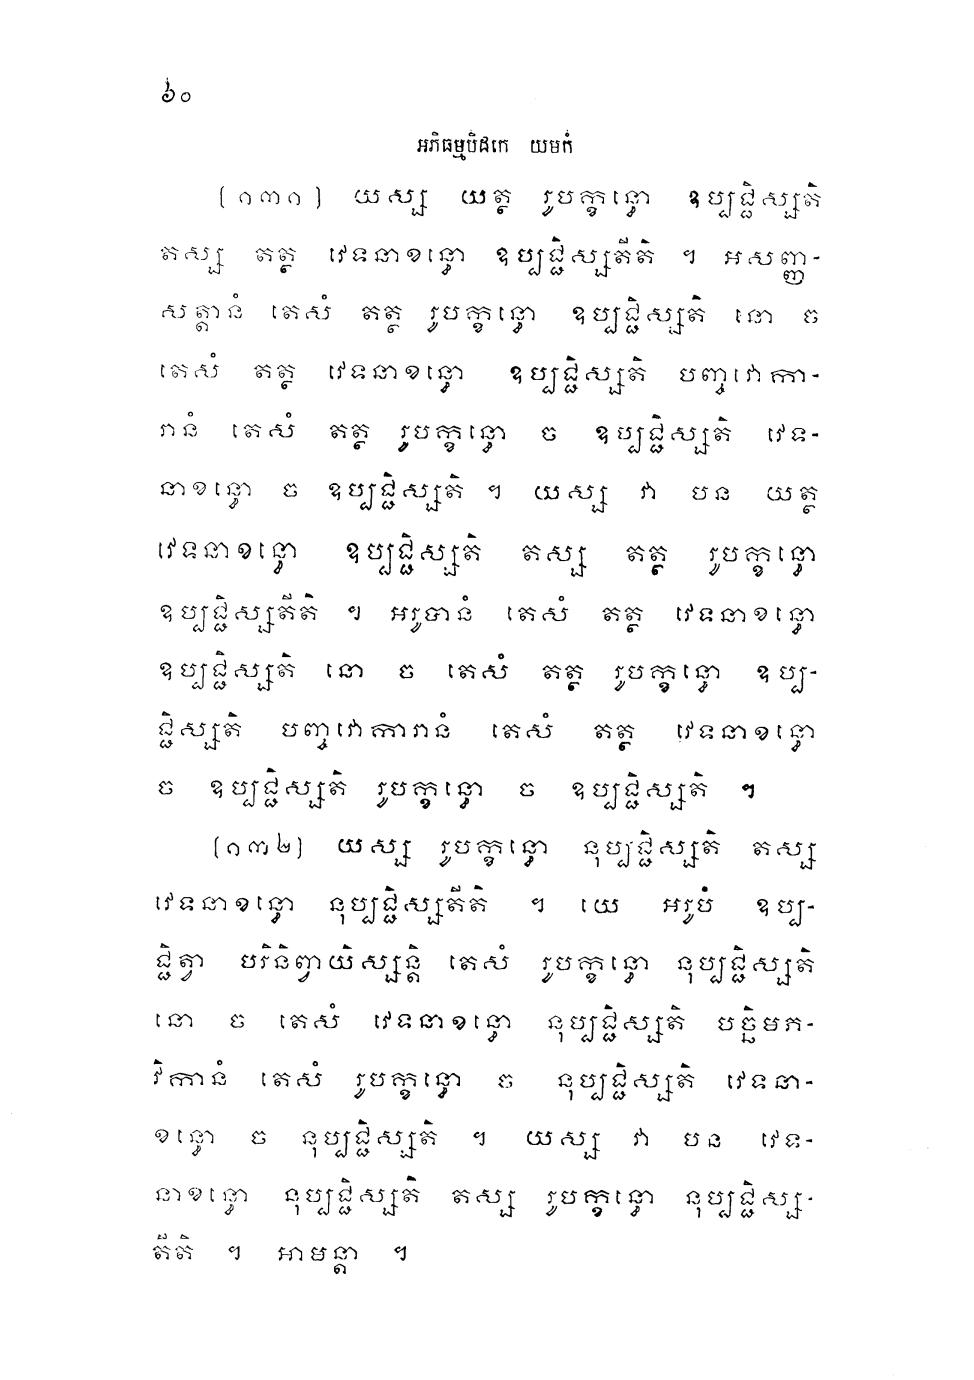 ៦០
អភិធម្មបិដកេ យមកំ
(១៣១) យស្ស យត្ថ រូបក្ខន្ធោ ឧប្បជ្ជិស្សតិ
តស្ស តត្ថ វេទនាខន្ធោ ឧប្បជ្ជិស្សតីតិ ។ អសញ្ញ-
សត្តានំ តេសំ តត្ថ រូបក្ខន្ធោ ឧប្បជ្ជិស្សតិ នោ ច
តេសំ តត្ថ វេទនាខន្ធោ ឧប្បជ្ជិស្សតិ បញ្ចវោកា-
រានំ តេសំ តត្ថ រូបក្ខន្ធោ ច ឧប្បជ្ជិស្សតិ វេទ-
នាខន្ធោ ច ឧប្បជ្ជិស្សតិ ។ យស្ស វា បន យត្ថ
វេទនាខន្ធោ ឧប្បជ្ជិស្សតិ តស្ស តត្ថ រូបក្ខន្ធោ
ឧប្បជ្ជិស្សតីតិ ។ អរូបានំ តេសំ តត្ថ វេទនាខន្ធោ
ឧប្បជ្ជិស្សតិ នោ ច តេសំ តត្ថ រូបក្ខន្ធោ ឧប្ប-
ជ្ជិស្សតិ បញ្ចវោការានំ តេសំ តត្ថ វេទនាខន្ធោ
ច ឧប្បជ្ជិស្សតិ រូបក្ខន្ធោ ច ឧប្បជ្ជិស្សតិ ។
(១៣២) យស្ស រូបក្ខន្ធោ នុប្បជ្ជិស្សតិ តស្ស
វេទនាខន្ធោ នុប្បជ្ជិស្សតីតិ ។ យេ អរូបំ ឧប្ប-
ជ្ជិត្វា បរិនិព្វាយិស្សន្តិ តេសំ រូបក្ខន្ធោ នុប្បជ្ជិស្សតិ
នោ ច តេសំ វេទនាខន្ធោ នុប្បជ្ជិស្សតិ បច្ឆិមភ-
វិកានំ តេសំ រូបក្ខន្ធោ ច នុប្បជ្ជិស្សតិ វេទនា-
ខន្ធោ ច នុប្បជ្ជិស្សតិ ។ យស្ស វា បន វេទ-
នាខន្ធោ នុប្បជ្ជិស្សតិ តស្ស រូបក្ខន្ធោ នុប្បជ្ជិស្ស-
តីតិ ។ អាមន្តា ។